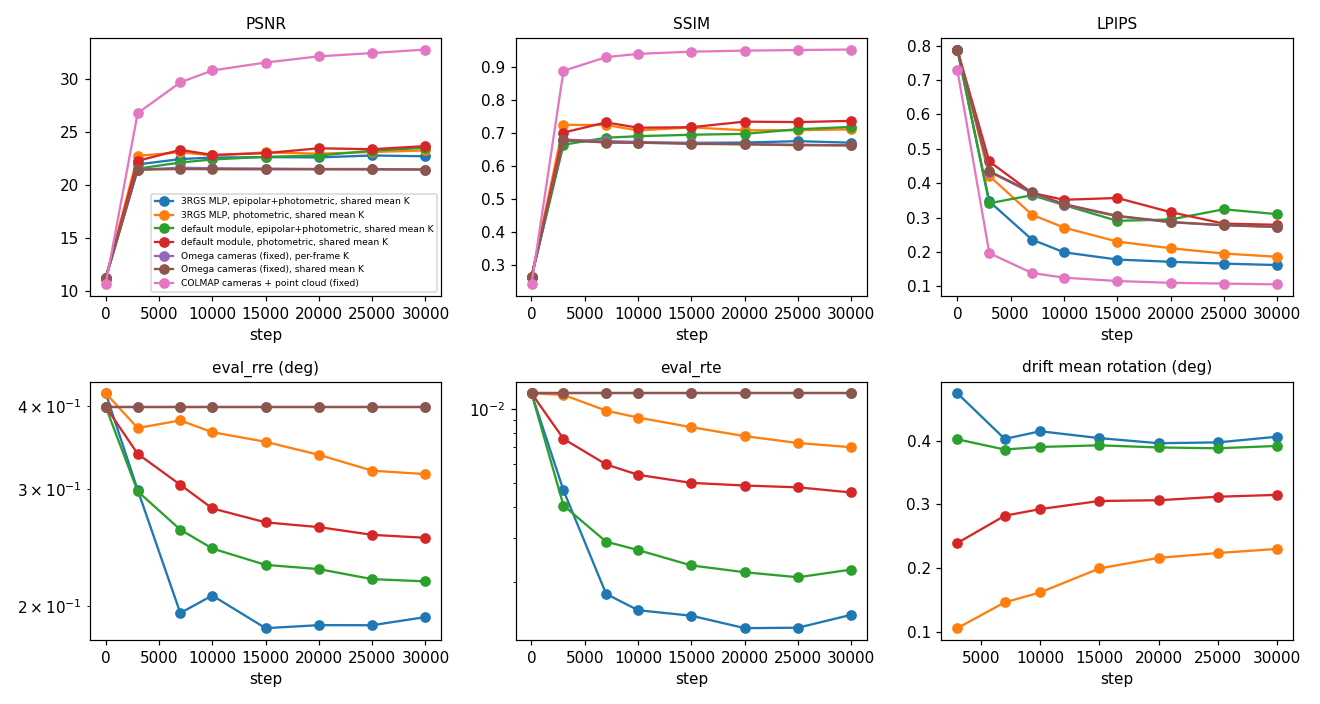 PSNR
30
25
20
15
10
0 5000 10000 15000 20000 25000 30000
step
3RGS MLP, epipolar+photometric, shared mean K
3RGS MLP, photometric, shared mean K
default module, epipolar+photometric, shared mean K
default module, photometric, shared mean K
Omega cameras (fixed), per-frame K
Omega cameras (fixed), shared mean K
COLMAP cameras + point cloud (fixed)
SSIM
0.9
0.8
0.7
0.6
0.5
0.4
0.3
0 5000 10000 15000 20000 25000 30000
step
LPIPS
0.8
0.7
0.6
0.5
0.4
0.3
0.2
0.1
0 5000 10000 15000 20000 25000 30000
step
eval_rre (deg)
4 × 10⁻¹
3 × 10⁻¹
2 × 10⁻¹
0 5000 10000 15000 20000 25000 30000
step
eval_rte
10⁻²
0 5000 10000 15000 20000 25000 30000
step
drift mean rotation (deg)
0.4
0.3
0.2
0.1
5000 10000 15000 20000 25000 30000
step